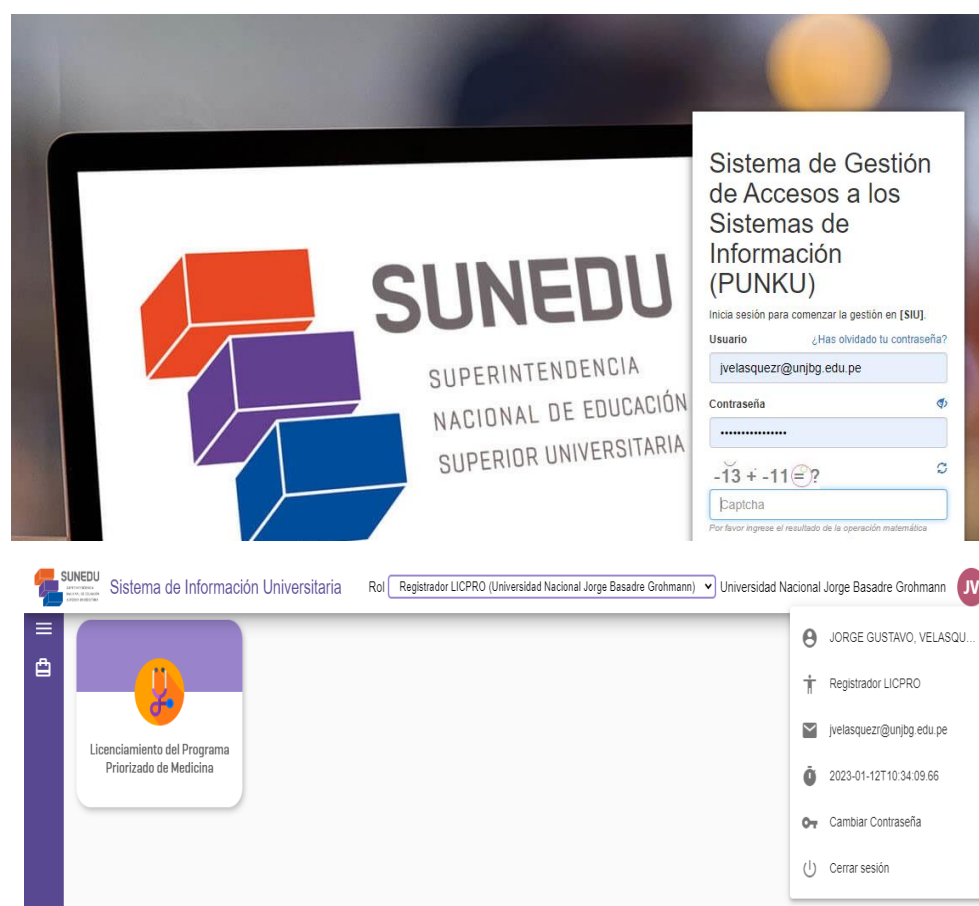 SUNEDU
SUPERINTENDENCIA
NACIONAL DE EDUCACIÓN
SUPERIOR UNIVERSITARIA
Sistema de Gestión
de Accesos a los
Sistemas de
Información
(PUNKU)
Inicia sesión para comenzar la gestión en [SIU].
Usuario ¿Has olvidado tu contraseña?
jvelasquezr@unjbg.edu.pe
Contraseña
••••••••••••••••
-13 + -11 = ?
Captcha
Por favor ingrese el resultado de la operación matemática
SUNEDU
Sistema de Información Universitaria Rol Registrador LICPRO (Universidad Nacional Jorge Basadre Grohmann) Universidad Nacional Jorge Basadre Grohmann JV
Licenciamiento del Programa
Priorizado de Medicina
JORGE GUSTAVO, VELASQU...
Registrador LICPRO
jvelasquezr@unjbg.edu.pe
2023-01-12T10:34:09.66
Cambiar Contraseña
Cerrar sesión